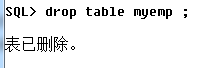 SQL> drop table myemp ;
表已删除。